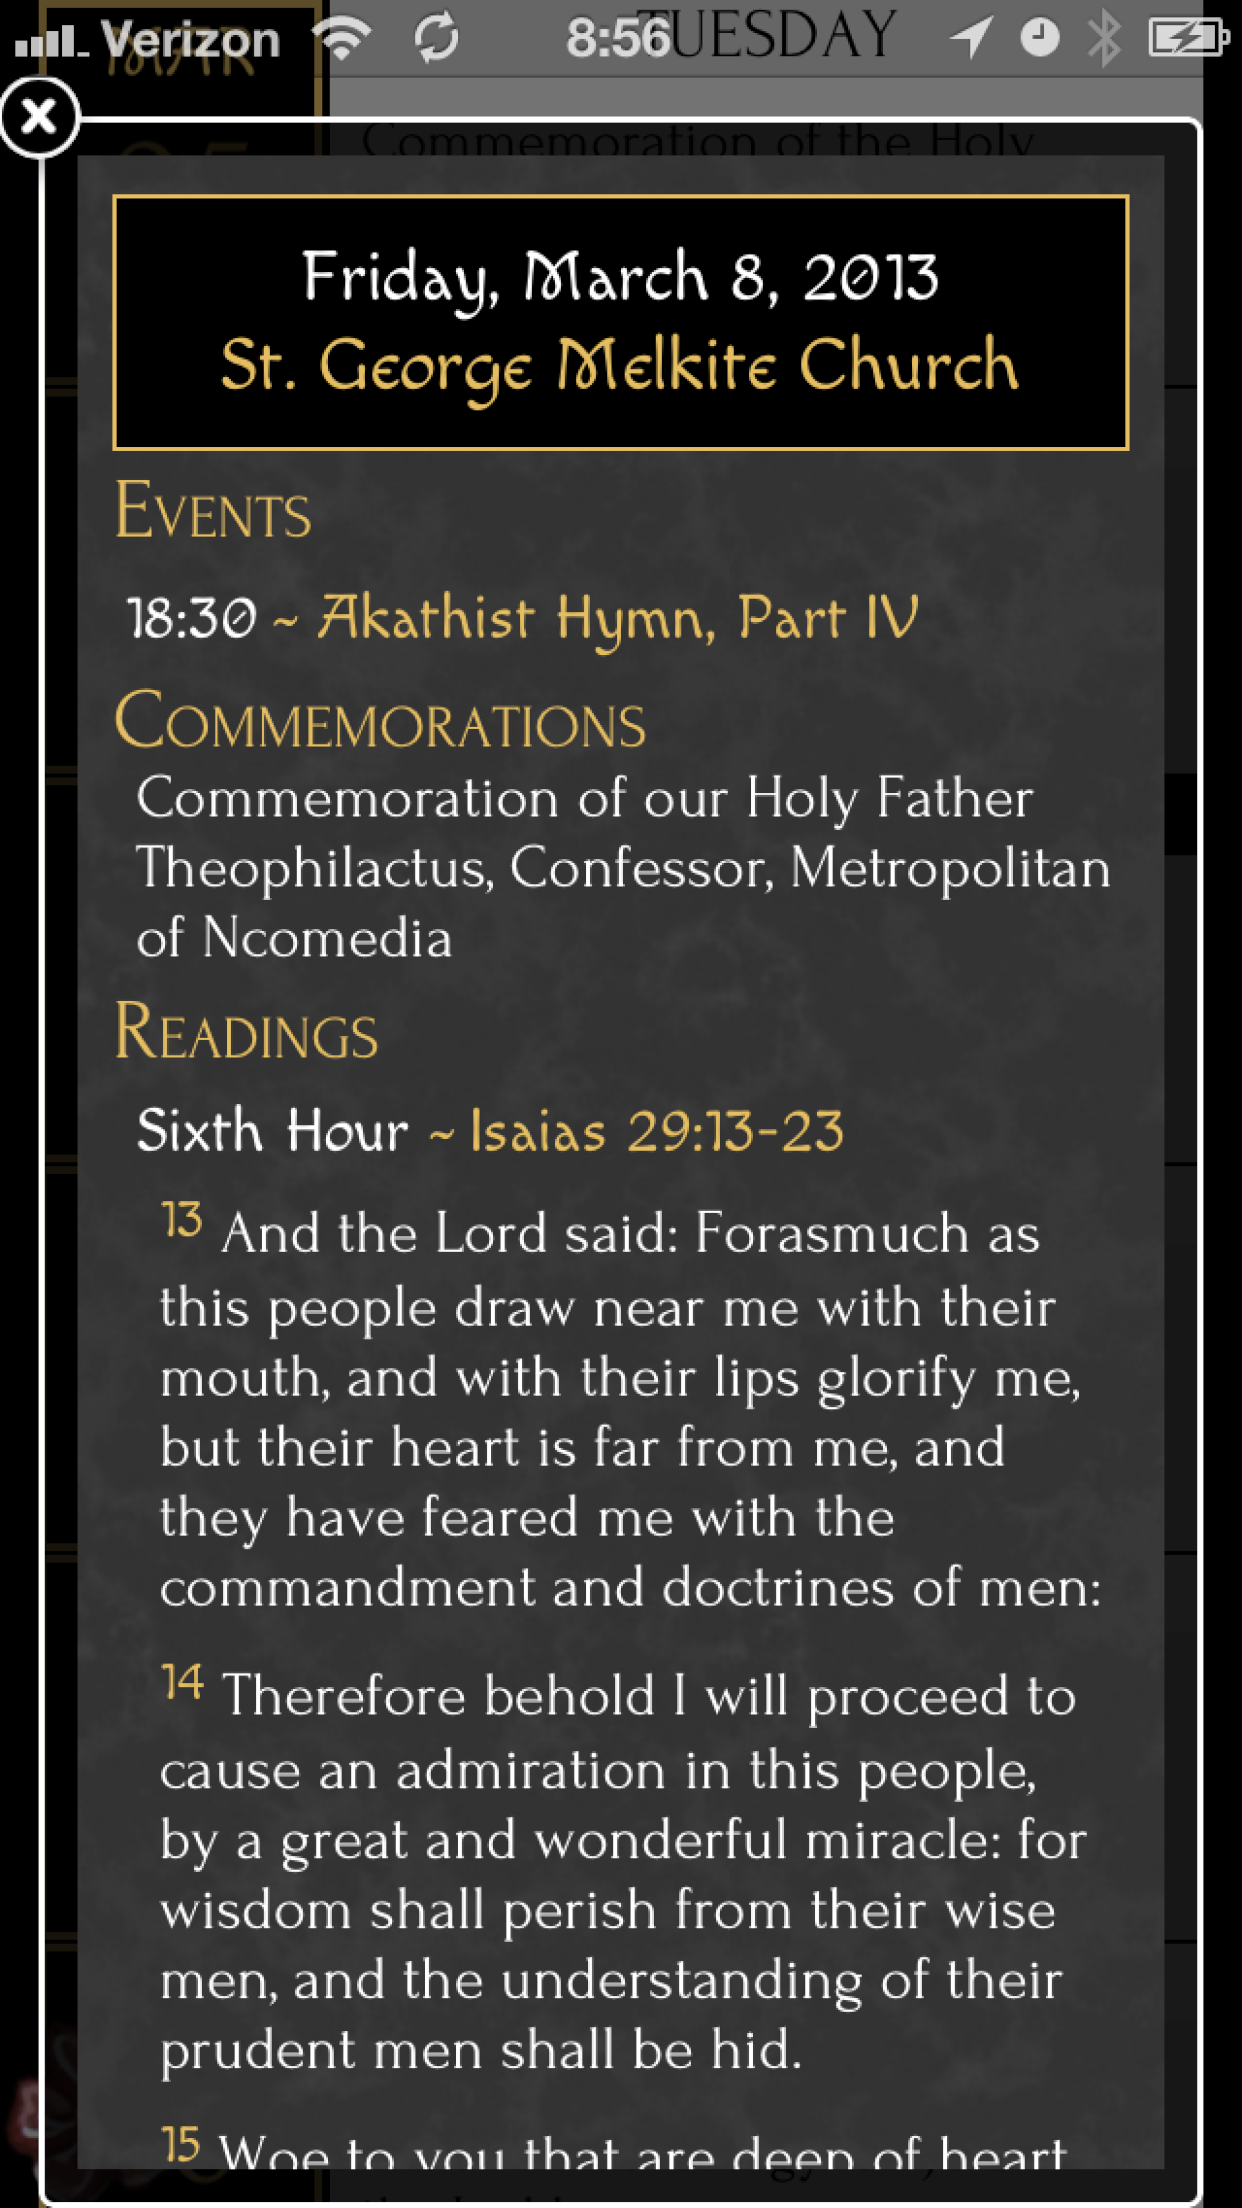 Verizon 8:56 TUESDAY
MAR
Commemoration of the Holy
Friday, March 8, 2013
St. George Melkite Church
EVENTS
18:30 ~ Akathist Hymn, Part IV
COMMEMORATIONS
Commemoration of our Holy Father
Theophilactus, Confessor, Metropolitan
of Ncomedia
READINGS
Sixth Hour ~ Isaias 29:13-23
13 And the Lord said: Forasmuch as
this people draw near me with their
mouth, and with their lips glorify me,
but their heart is far from me, and
they have feared me with the
commandment and doctrines of men:
14 Therefore behold I will proceed to
cause an admiration in this people,
by a great and wonderful miracle: for
wisdom shall perish from their wise
men, and the understanding of their
prudent men shall be hid.
15 Woe to you that are deep of heart